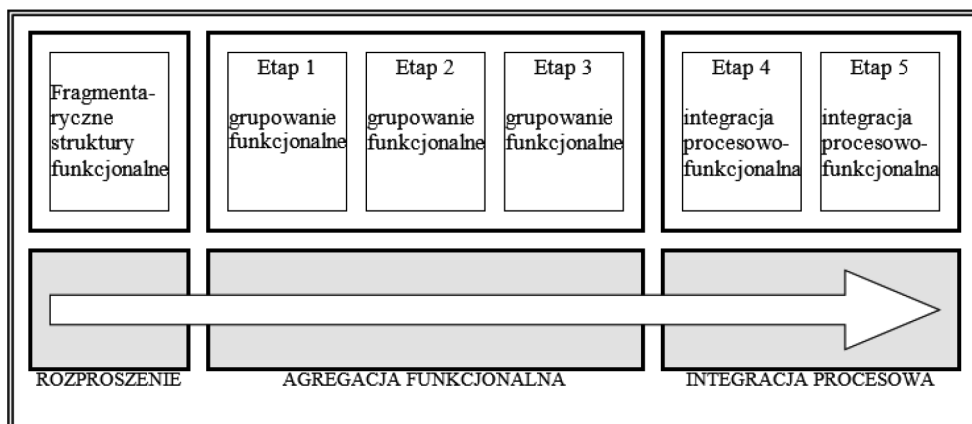 Fragmenta-
ryczne
struktury
funkcjonalne
Etap 1
grupowanie
funkcjonalne
Etap 2
grupowanie
funkcjonalne
Etap 3
grupowanie
funkcjonalne
Etap 4
integracja
procesowo-
funkcjonalna
Etap 5
integracja
procesowo-
funkcjonalna
ROZPROSZENIE
AGREGACJA FUNKCJONALNA
INTEGRACJA PROCESOWA